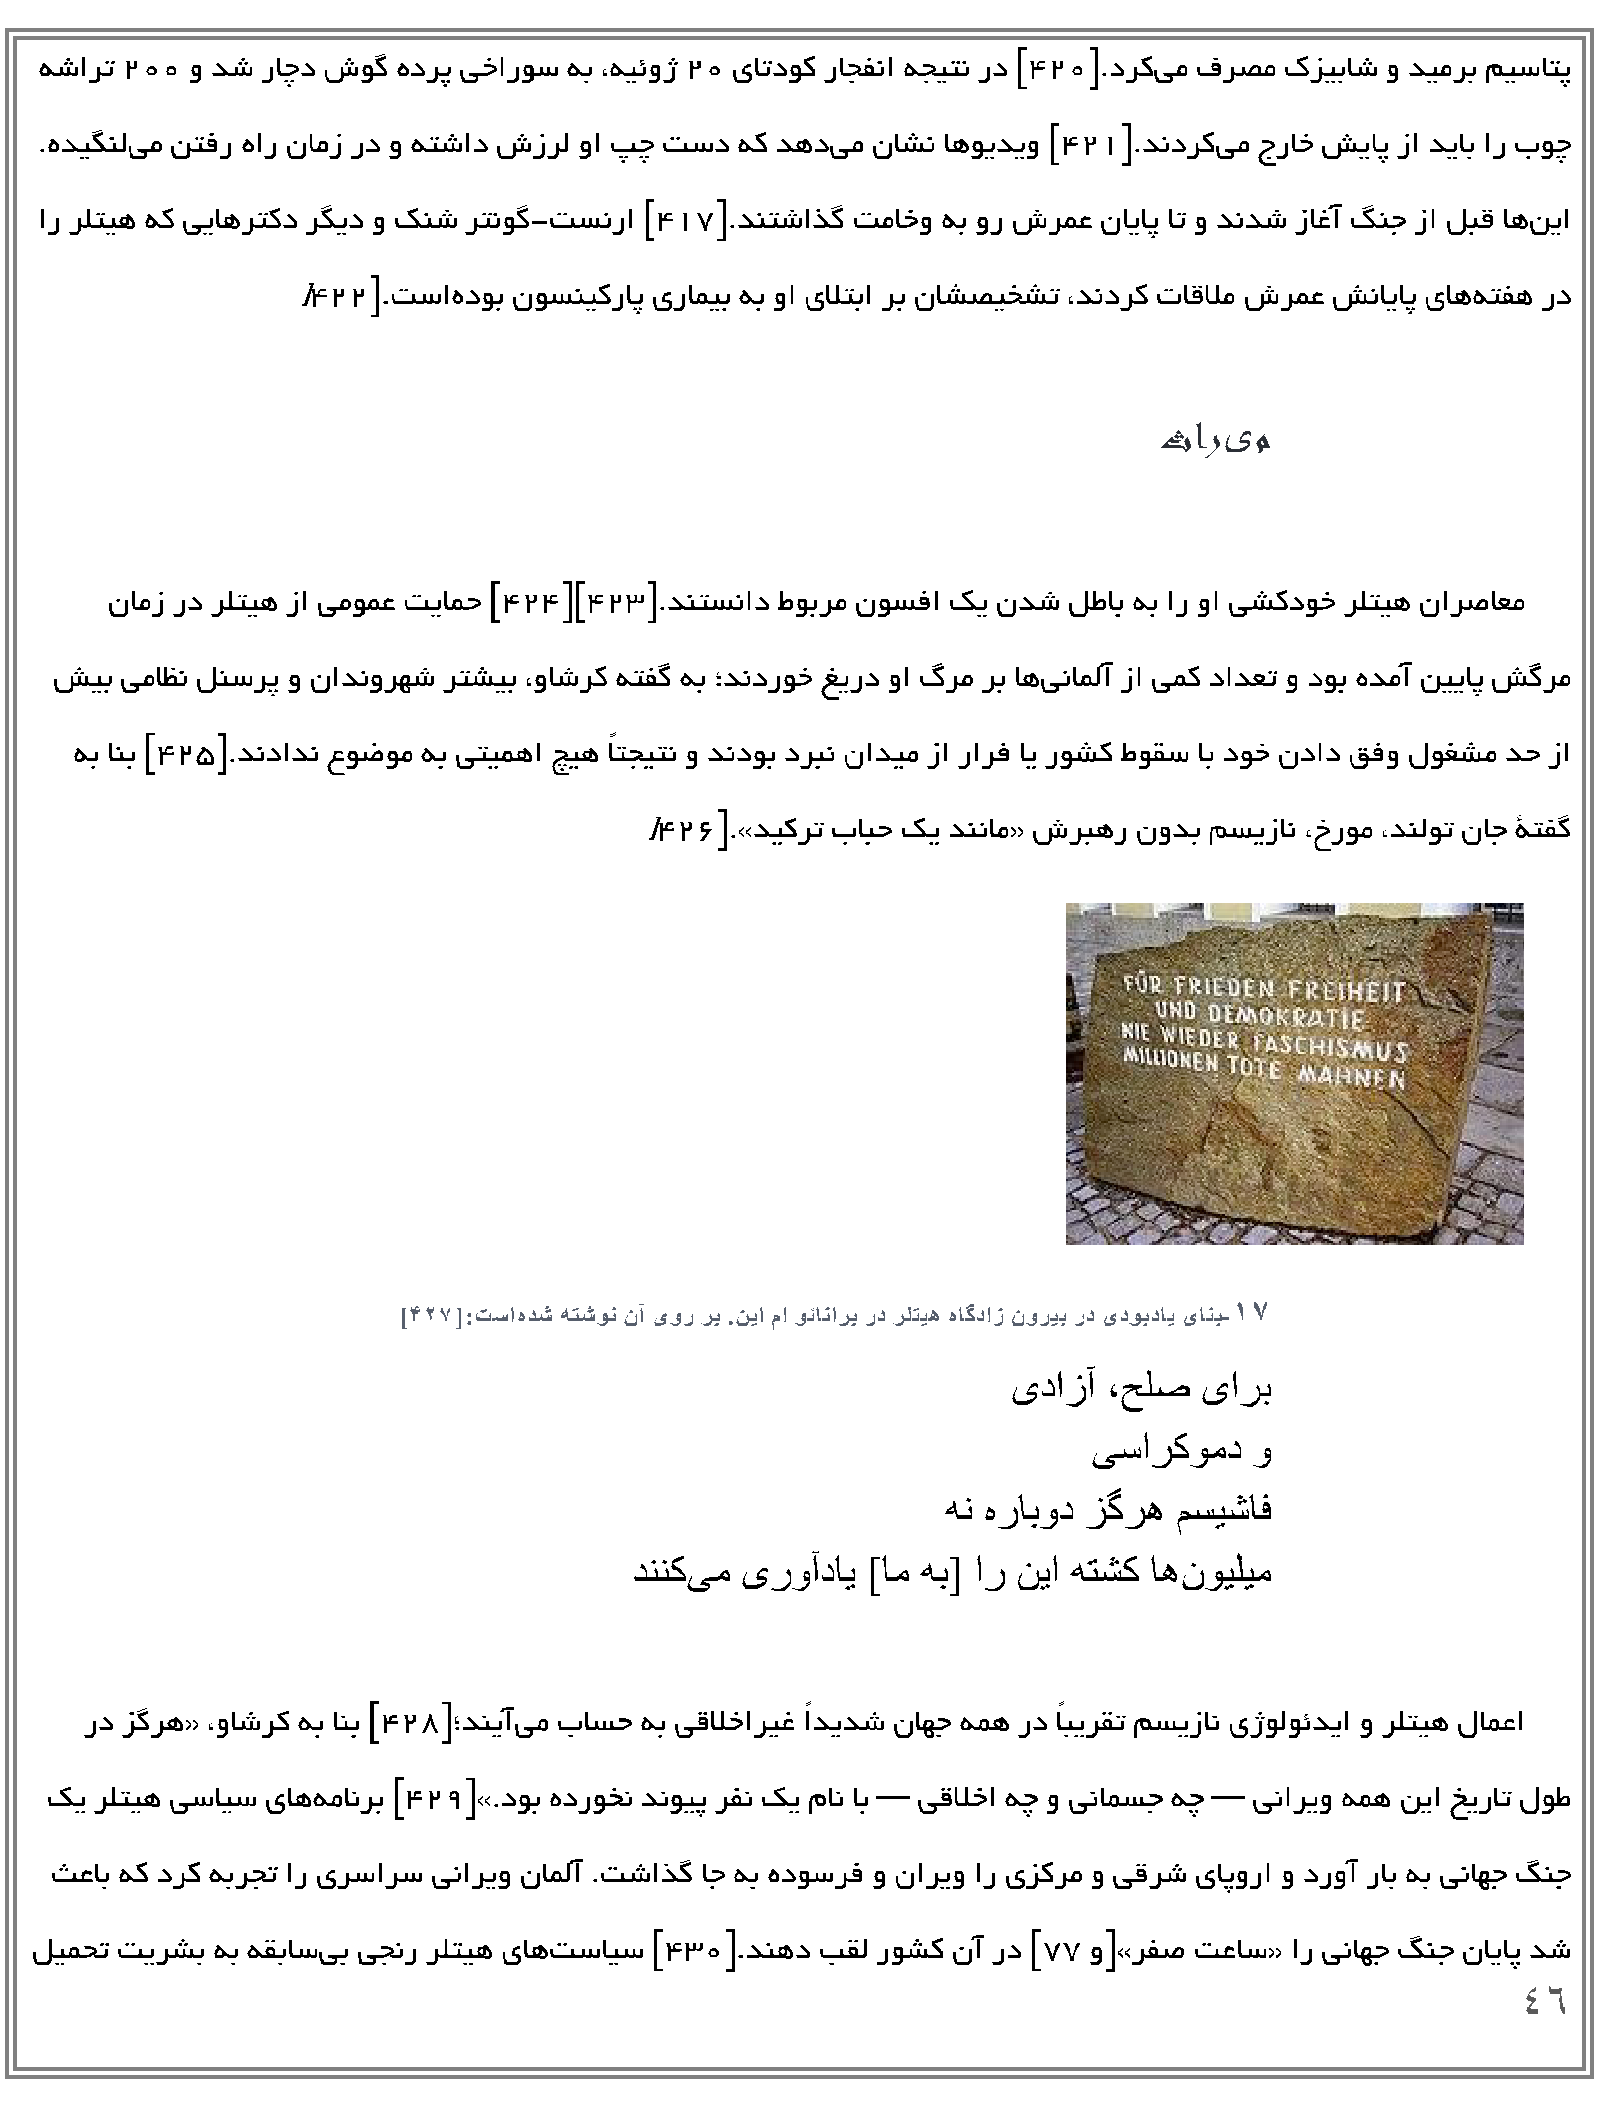 پتاسیم برمید و شابیزک مصرف می‌کرد.[۴۲۰] در نتیجه انفجار کودتای ۲۰ ژوئیه، به سوراخی پرده گوش دچار شد و ۲۰۰ تراشه
چوب را باید از پایش خارج می‌کردند.[۴۲۱] ویدیوها نشان می‌دهد که دست چپ او لرزش داشته و در زمان راه رفتن می‌لنگیده.
این‌ها قبل از جنگ آغاز شدند و تا پایان عمرش رو به وخامت گذاشتند.[۴۱۷] ارنست-گونتر شنک و دیگر دکترهایی که هیتلر را
در هفته‌های پایانش عمرش ملاقات کردند، تشخیصشان بر ابتلای او به بیماری پارکینسون بوده‌است.[۴۲۲/
میراث
معاصران هیتلر خودکشی او را به باطل شدن یک افسون مربوط دانستند.[۴۲۳][۴۲۴] حمایت عمومی از هیتلر در زمان
مرگش پایین آمده بود و تعداد کمی از آلمانی‌ها بر مرگ او دریغ خوردند؛ به گفته کرشاو، بیشتر شهروندان و پرسنل نظامی بیش
از حد مشغول وفق دادن خود با سقوط کشور یا فرار از میدان نبرد بودند و نتیجتاً هیچ اهمیتی به موضوع ندادند.[۴۲۵] بنا به
گفتهٔ جان تولند، مورخ، نازیسم بدون رهبرش «مانند یک حباب ترکید».[۴۲۶/
FÜR FRIEDEN FREIHEIT
UND DEMOKRATIE
NIE WIEDER FASCHISMUS
MILLIONEN TOTE MAHNEN
۱۷-بنای یادبودی در بیرون زادگاه هیتلر در برانائو ام این. بر روی آن نوشته شده‌است:[۴۲۷]
برای صلح، آزادی
و دموکراسی
فاشیسم هرگز دوباره نه
میلیون‌ها کشته این را [به ما] یادآوری می‌کنند
اعمال هیتلر و ایدئولوژی نازیسم تقریباً در همه جهان شدیداً غیراخلاقی به حساب می‌آیند؛[۴۲۸] بنا به کرشاو، «هرگز در
طول تاریخ این همه ویرانی — چه جسمانی و چه اخلاقی — با نام یک نفر پیوند نخورده بود.»[۴۲۹] برنامه‌های سیاسی هیتلر یک
جنگ جهانی به بار آورد و اروپای شرقی و مرکزی را ویران و فرسوده به جا گذاشت. آلمان ویرانی سراسری را تجربه کرد که باعث
شد پایان جنگ جهانی را «ساعت صفر»[و ۷۷] در آن کشور لقب دهند.[۴۳۰] سیاست‌های هیتلر رنجی بی‌سابقه به بشریت تحمیل
٤٦